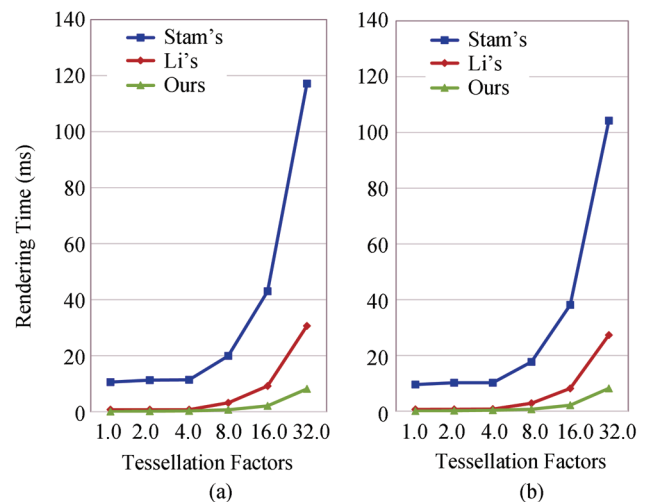 140
120
100
80
60
40
20
0
Rendering Time (ms)
Stam's
Li's
Ours
1.0 2.0 4.0 8.0 16.0 32.0
Tessellation Factors
(a)
140
120
100
80
60
40
20
0
Stam's
Li's
Ours
1.0 2.0 4.0 8.0 16.0 32.0
Tessellation Factors
(b)